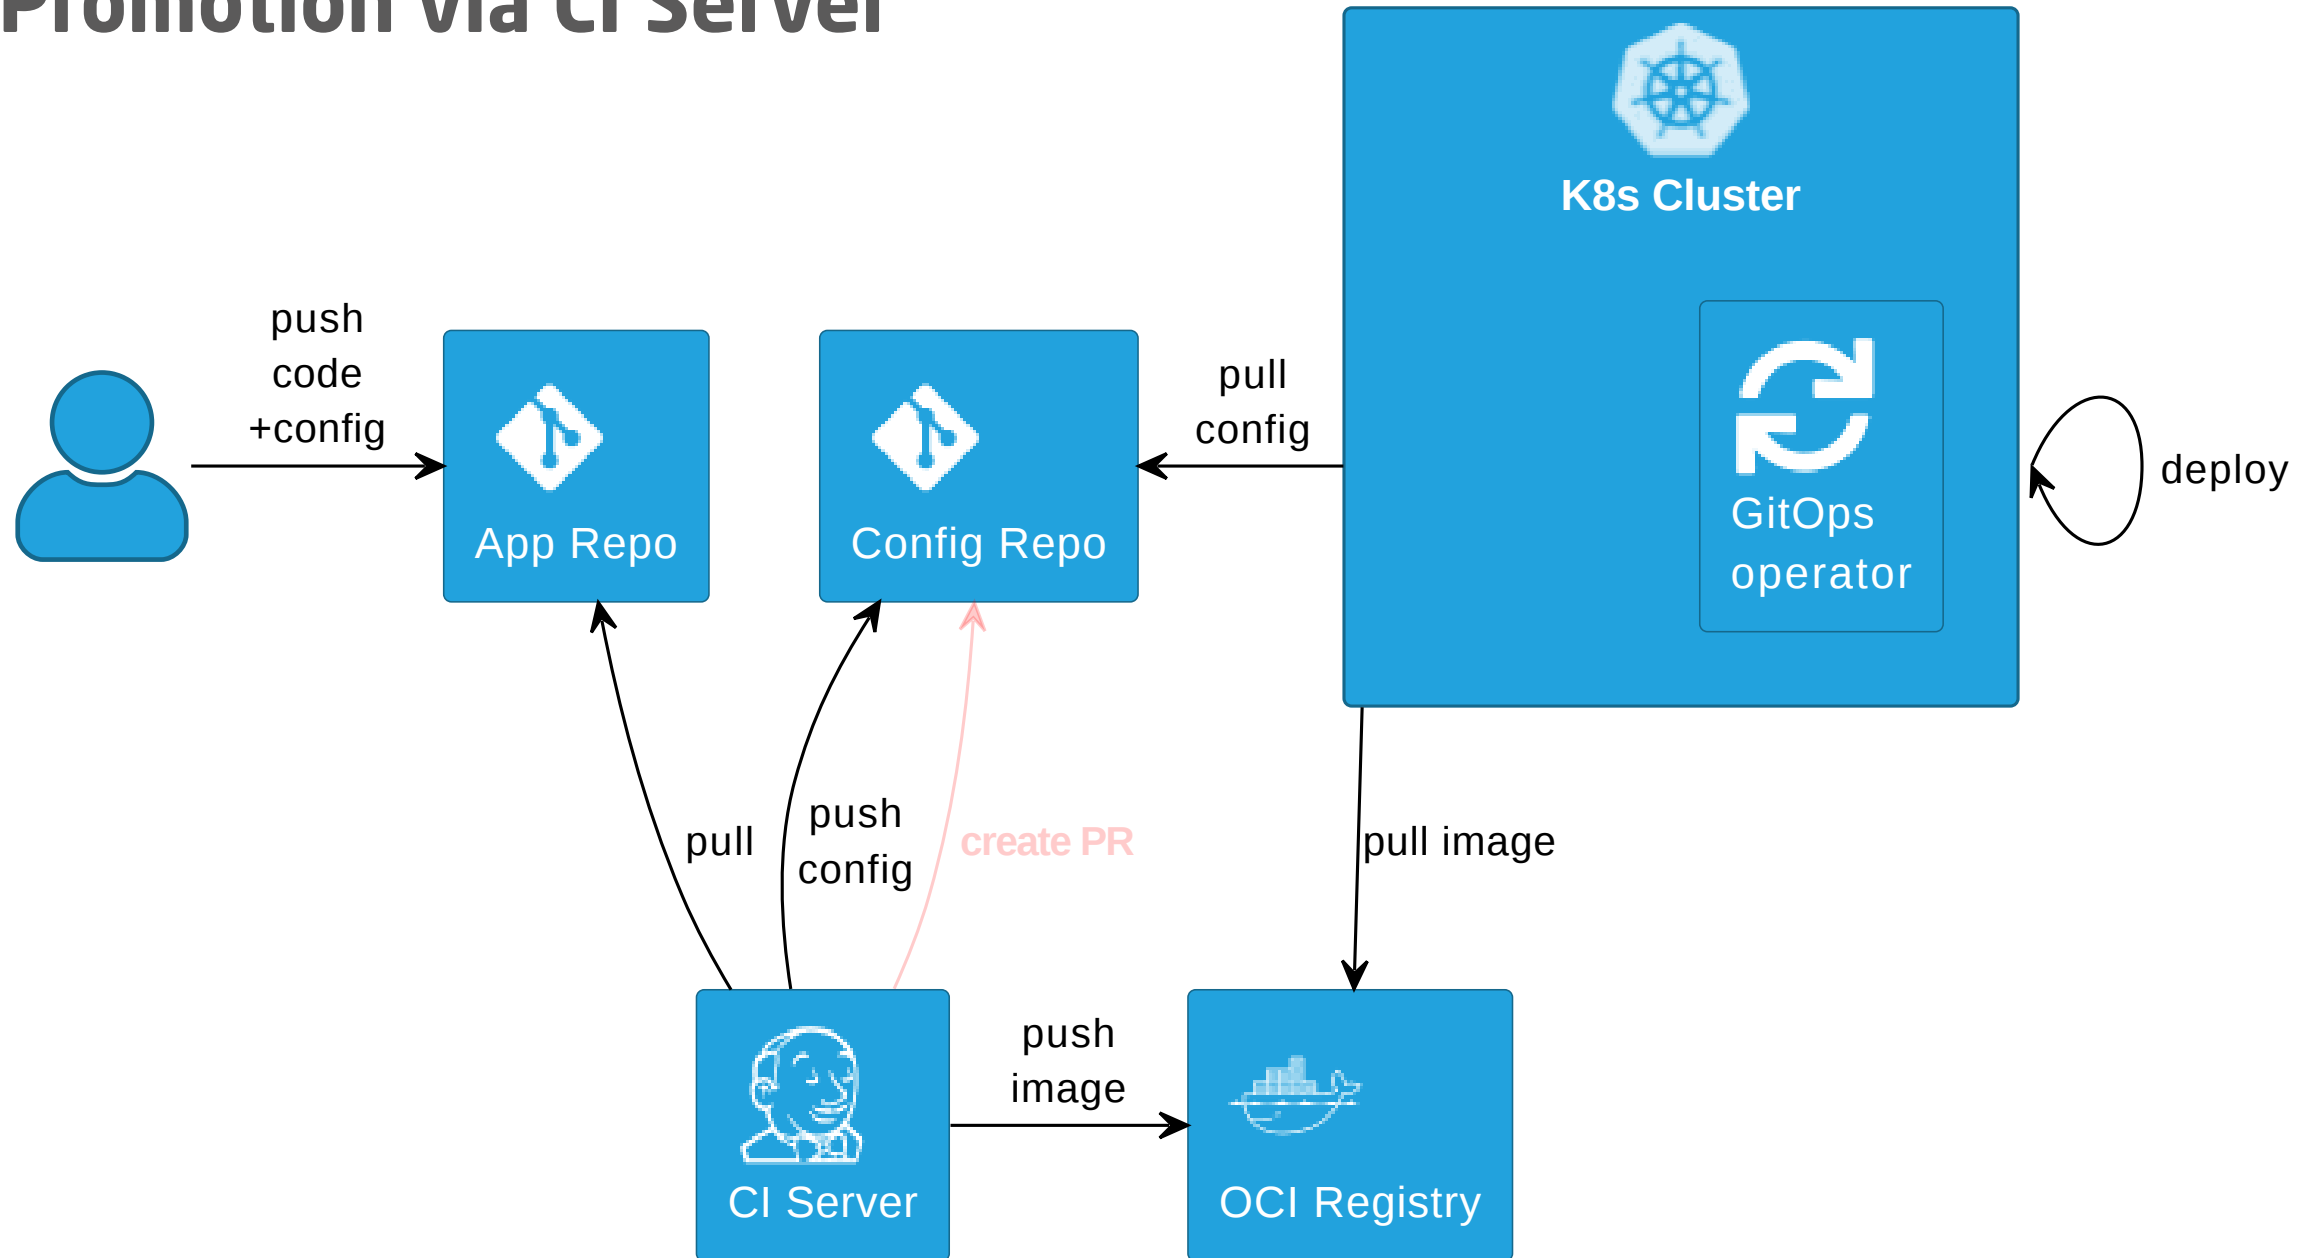 Promotion via CI Server
K8s Cluster
push
code
+config
App Repo
Config Repo
pull
config
GitOps
operator
deploy
pull
push
config
create PR
pull image
push
image
CI Server
OCI Registry